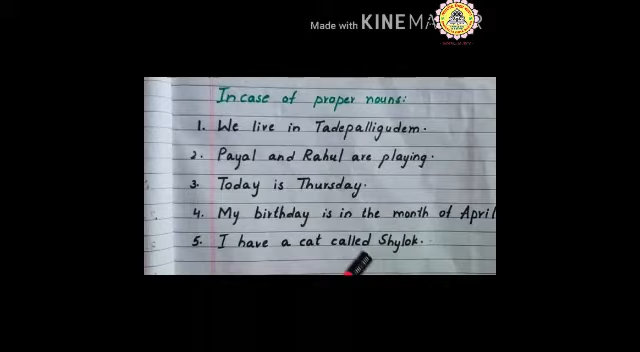 Made with KINEMA ER
In case of proper nouns:
1. We live in Tadepalligudem.
2. Payal and Rahul are playing.
3. Today is Thursday.
4. My birthday is in the month of April
5. I have a cat called Shylok.